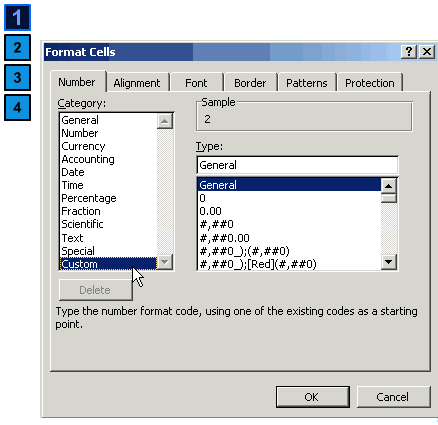 1
2
3
4
Format Cells
Number Alignment Font Border Patterns Protection
Category:
General
Number
Currency
Accounting
Date
Time
Percentage
Fraction
Scientific
Text
Special
Custom
Delete
Sample
2
Type:
General
General
0
0.00
#,##0
#,##0.00
#,##0_);(#,##0)
#,##0_);[Red](#,##0)
Type the number format code, using one of the existing codes as a starting
point.
OK Cancel